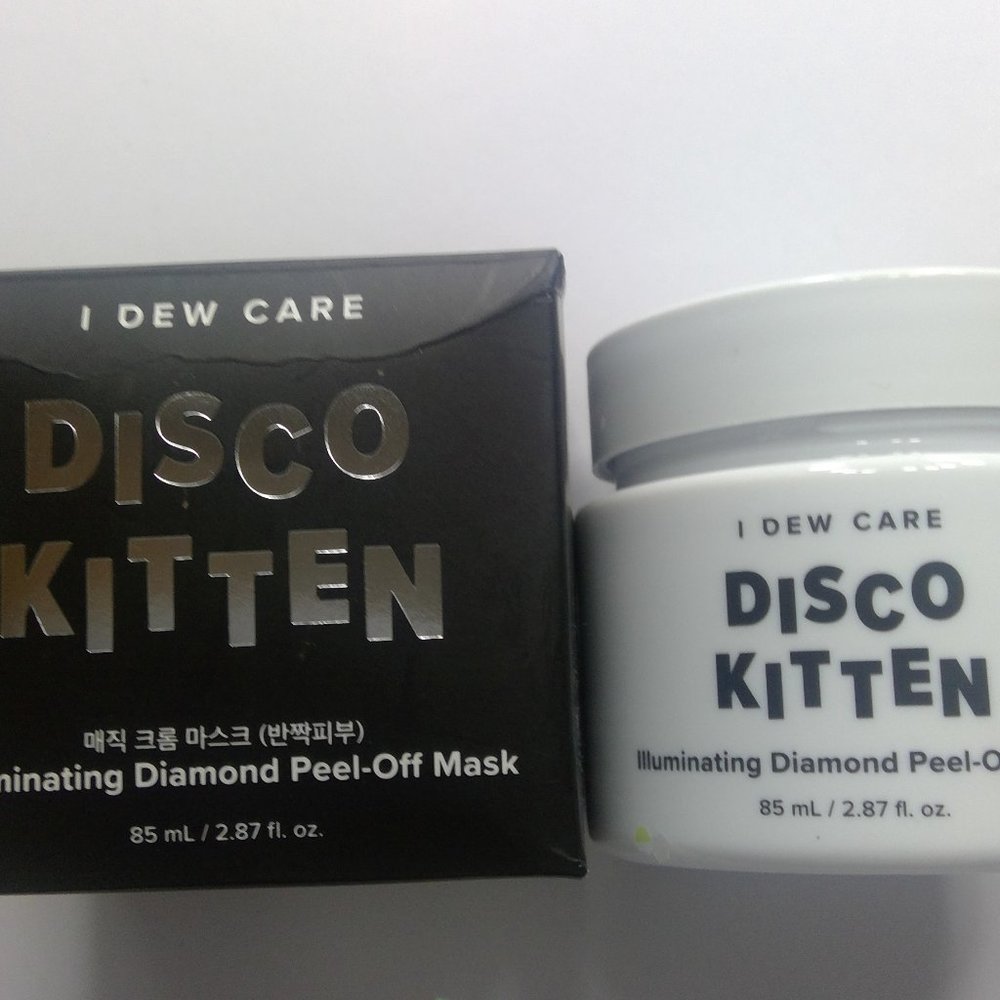 I DEW CARE
DISCO
KITTEN
매직 크롬 마스크 (반짝피부)
minating Diamond Peel-Off Mask
85 mL / 2.87 fl. oz.
I DEW CARE
DISCO
KITTEN
Illuminating Diamond Peel-O
85 mL / 2.87 fl. oz.